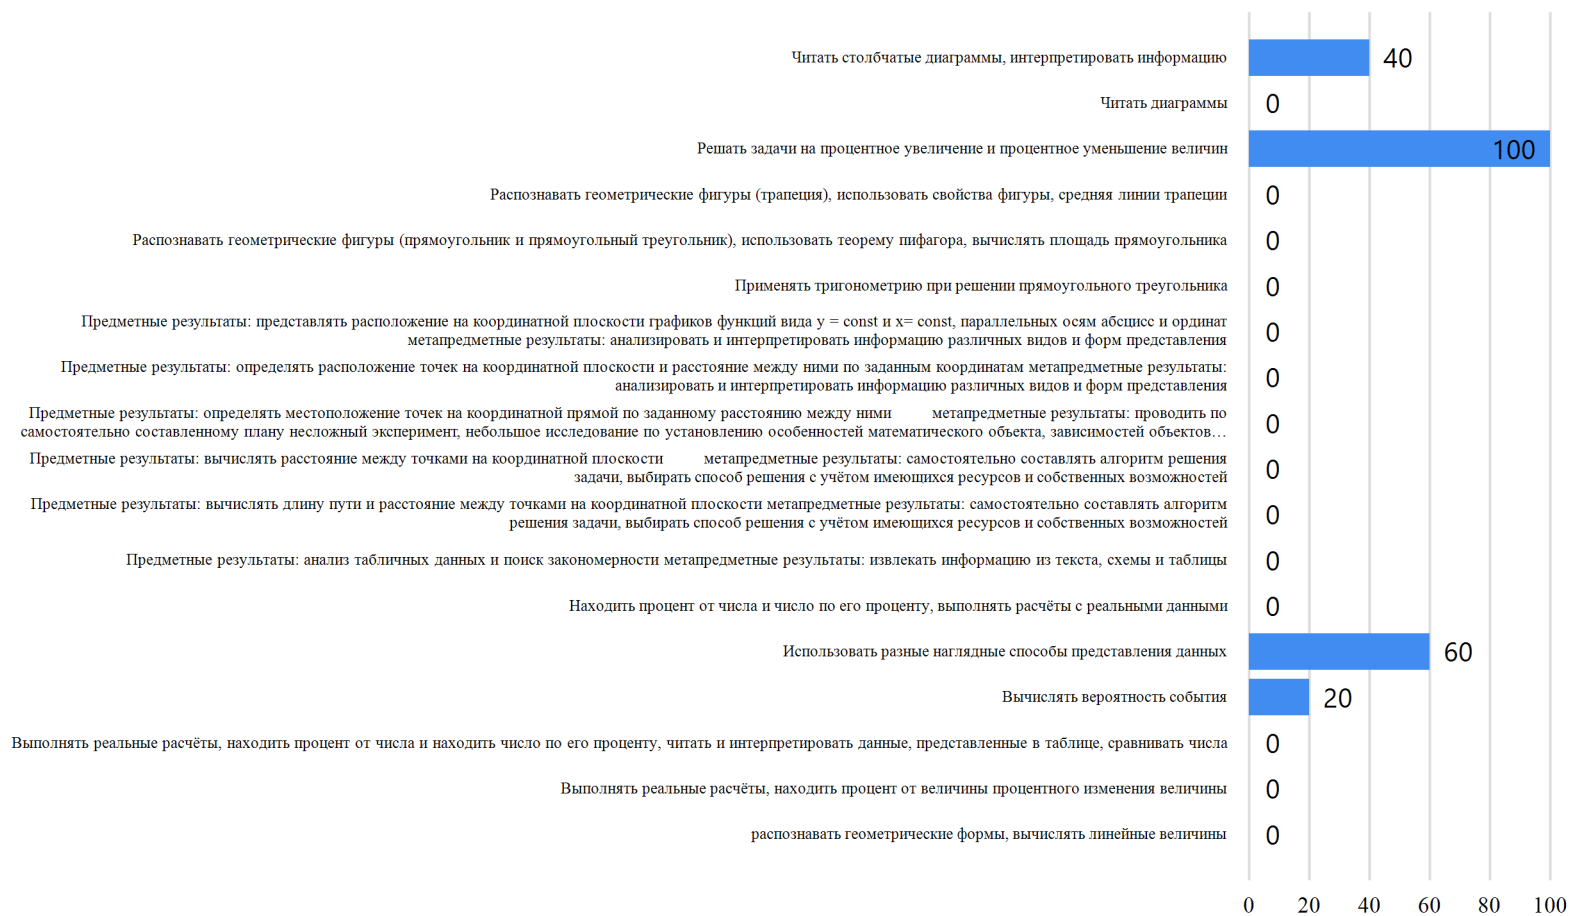 Читать столбчатые диаграммы, интерпретировать информацию
40
Читать диаграммы
0
Решать задачи на процентное увеличение и процентное уменьшение величин
100
Распознавать геометрические фигуры (трапеция), использовать свойства фигуры, средняя линии трапеции
0
Распознавать геометрические фигуры (прямоугольник и прямоугольный треугольник), использовать теорему пифагора, вычислять площадь прямоугольника
0
Применять тригонометрию при решении прямоугольного треугольника
0
Предметные результаты: представлять расположение на координатной плоскости графиков функций вида y = const и x= const, параллельных осям абсцисс и ординат
метапредметные результаты: анализировать и интерпретировать информацию различных видов и форм представления
0
Предметные результаты: определять расположение точек на координатной плоскости и расстояние между ними по заданным координатам метапредметные результаты:
анализировать и интерпретировать информацию различных видов и форм представления
0
Предметные результаты: определять местоположение точек на координатной прямой по заданному расстоянию между ними метапредметные результаты: проводить по
самостоятельно составленному плану несложный эксперимент, небольшое исследование по установлению особенностей математического объекта, зависимостей объектов…
0
Предметные результаты: вычислять расстояние между точками на координатной плоскости метапредметные результаты: самостоятельно составлять алгоритм решения
задачи, выбирать способ решения с учётом имеющихся ресурсов и собственных возможностей
0
Предметные результаты: вычислять длину пути и расстояние между точками на координатной плоскости метапредметные результаты: самостоятельно составлять алгоритм
решения задачи, выбирать способ решения с учётом имеющихся ресурсов и собственных возможностей
0
Предметные результаты: анализ табличных данных и поиск закономерности метапредметные результаты: извлекать информацию из текста, схемы и таблицы
0
Находить процент от числа и число по его проценту, выполнять расчёты с реальными данными
0
Использовать разные наглядные способы представления данных
60
Вычислять вероятность события
20
Выполнять реальные расчёты, находить процент от числа и находить число по его проценту, читать и интерпретировать данные, представленные в таблице, сравнивать числа
0
Выполнять реальные расчёты, находить процент от величины процентного изменения величины
0
распознавать геометрические формы, вычислять линейные величины
0
0 20 40 60 80 100